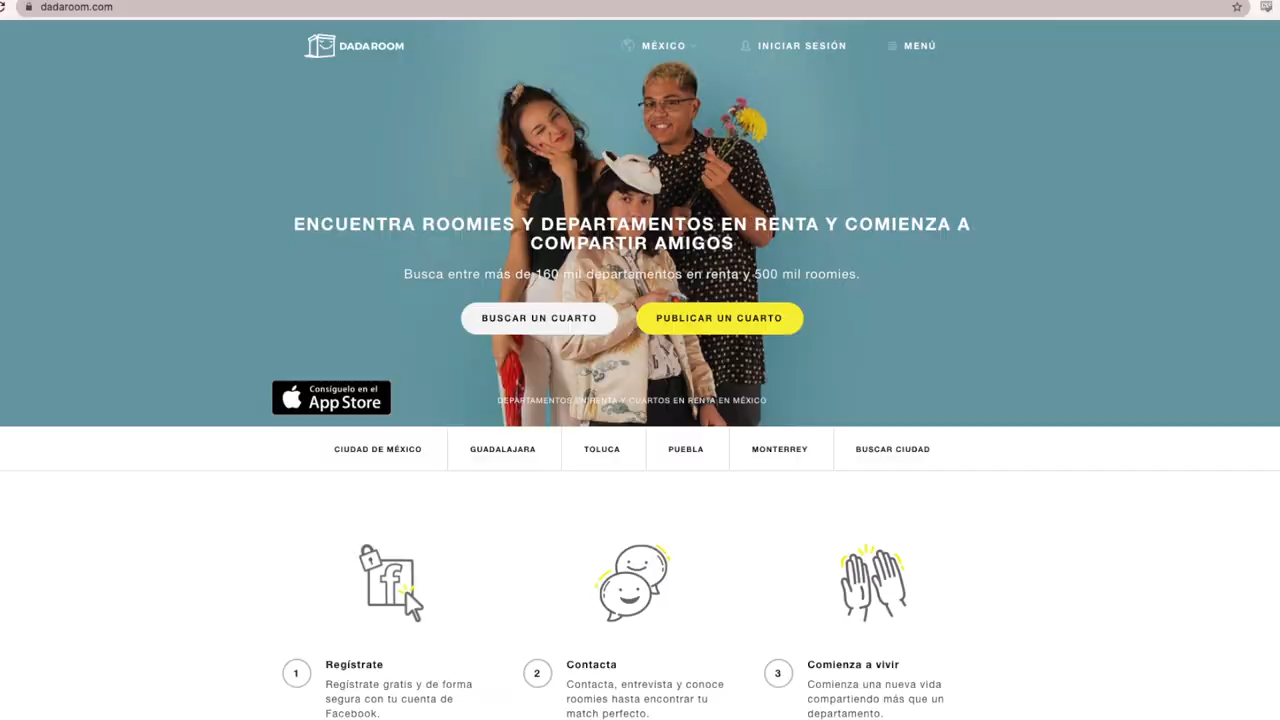 dadaroom.com
DADAROOM
MÉXICO
INICIAR SESIÓN
MENÚ
ENCUENTRA ROOMIES Y DEPARTAMENTOS EN RENTA Y COMIENZA A
COMPARTIR AMIGOS
Busca entre más de 160 mil departamentos en renta y 500 mil roomies.
BUSCAR UN CUARTO
PUBLICAR UN CUARTO
Consíguelo en el
App Store
DEPARTAMENTOS EN RENTA Y CUARTOS EN RENTA EN MÉXICO
CIUDAD DE MÉXICO
GUADALAJARA
TOLUCA
PUEBLA
MONTERREY
BUSCAR CIUDAD
1
Regístrate
Regístrate gratis y de forma
segura con tu cuenta de
Facebook.
2
Contacta
Contacta, entrevista y conoce
roomies hasta encontrar tu
match perfecto.
3
Comienza a vivir
Comienza una nueva vida
compartiendo más que un
departamento.